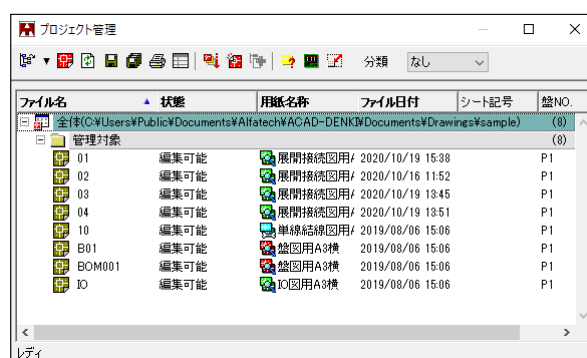 プロジェクト管理
分類 なし
ファイル名 状態 用紙名称 ファイル日付 シート記号 盤NO.
全体(C:¥Users¥Public¥Documents¥Alfatech¥ACAD-DENKI¥Documents¥Drawings¥sample) (8)
管理対象 (8)
01 編集可能 展開接続図用A 2020/10/19 15:38 P1
02 編集可能 展開接続図用A 2020/10/16 11:52 P1
03 編集可能 展開接続図用A 2020/10/19 13:45 P1
04 編集可能 展開接続図用A 2020/10/19 13:51 P1
10 編集可能 単線結線図用A 2019/08/06 15:06 P1
B01 編集可能 盤図用A3横 2019/08/06 15:06 P1
BOM001 編集可能 盤図用A3横 2019/08/06 15:06 P1
IO 編集可能 IO図用A3横 2019/08/06 15:06 P1
レディ